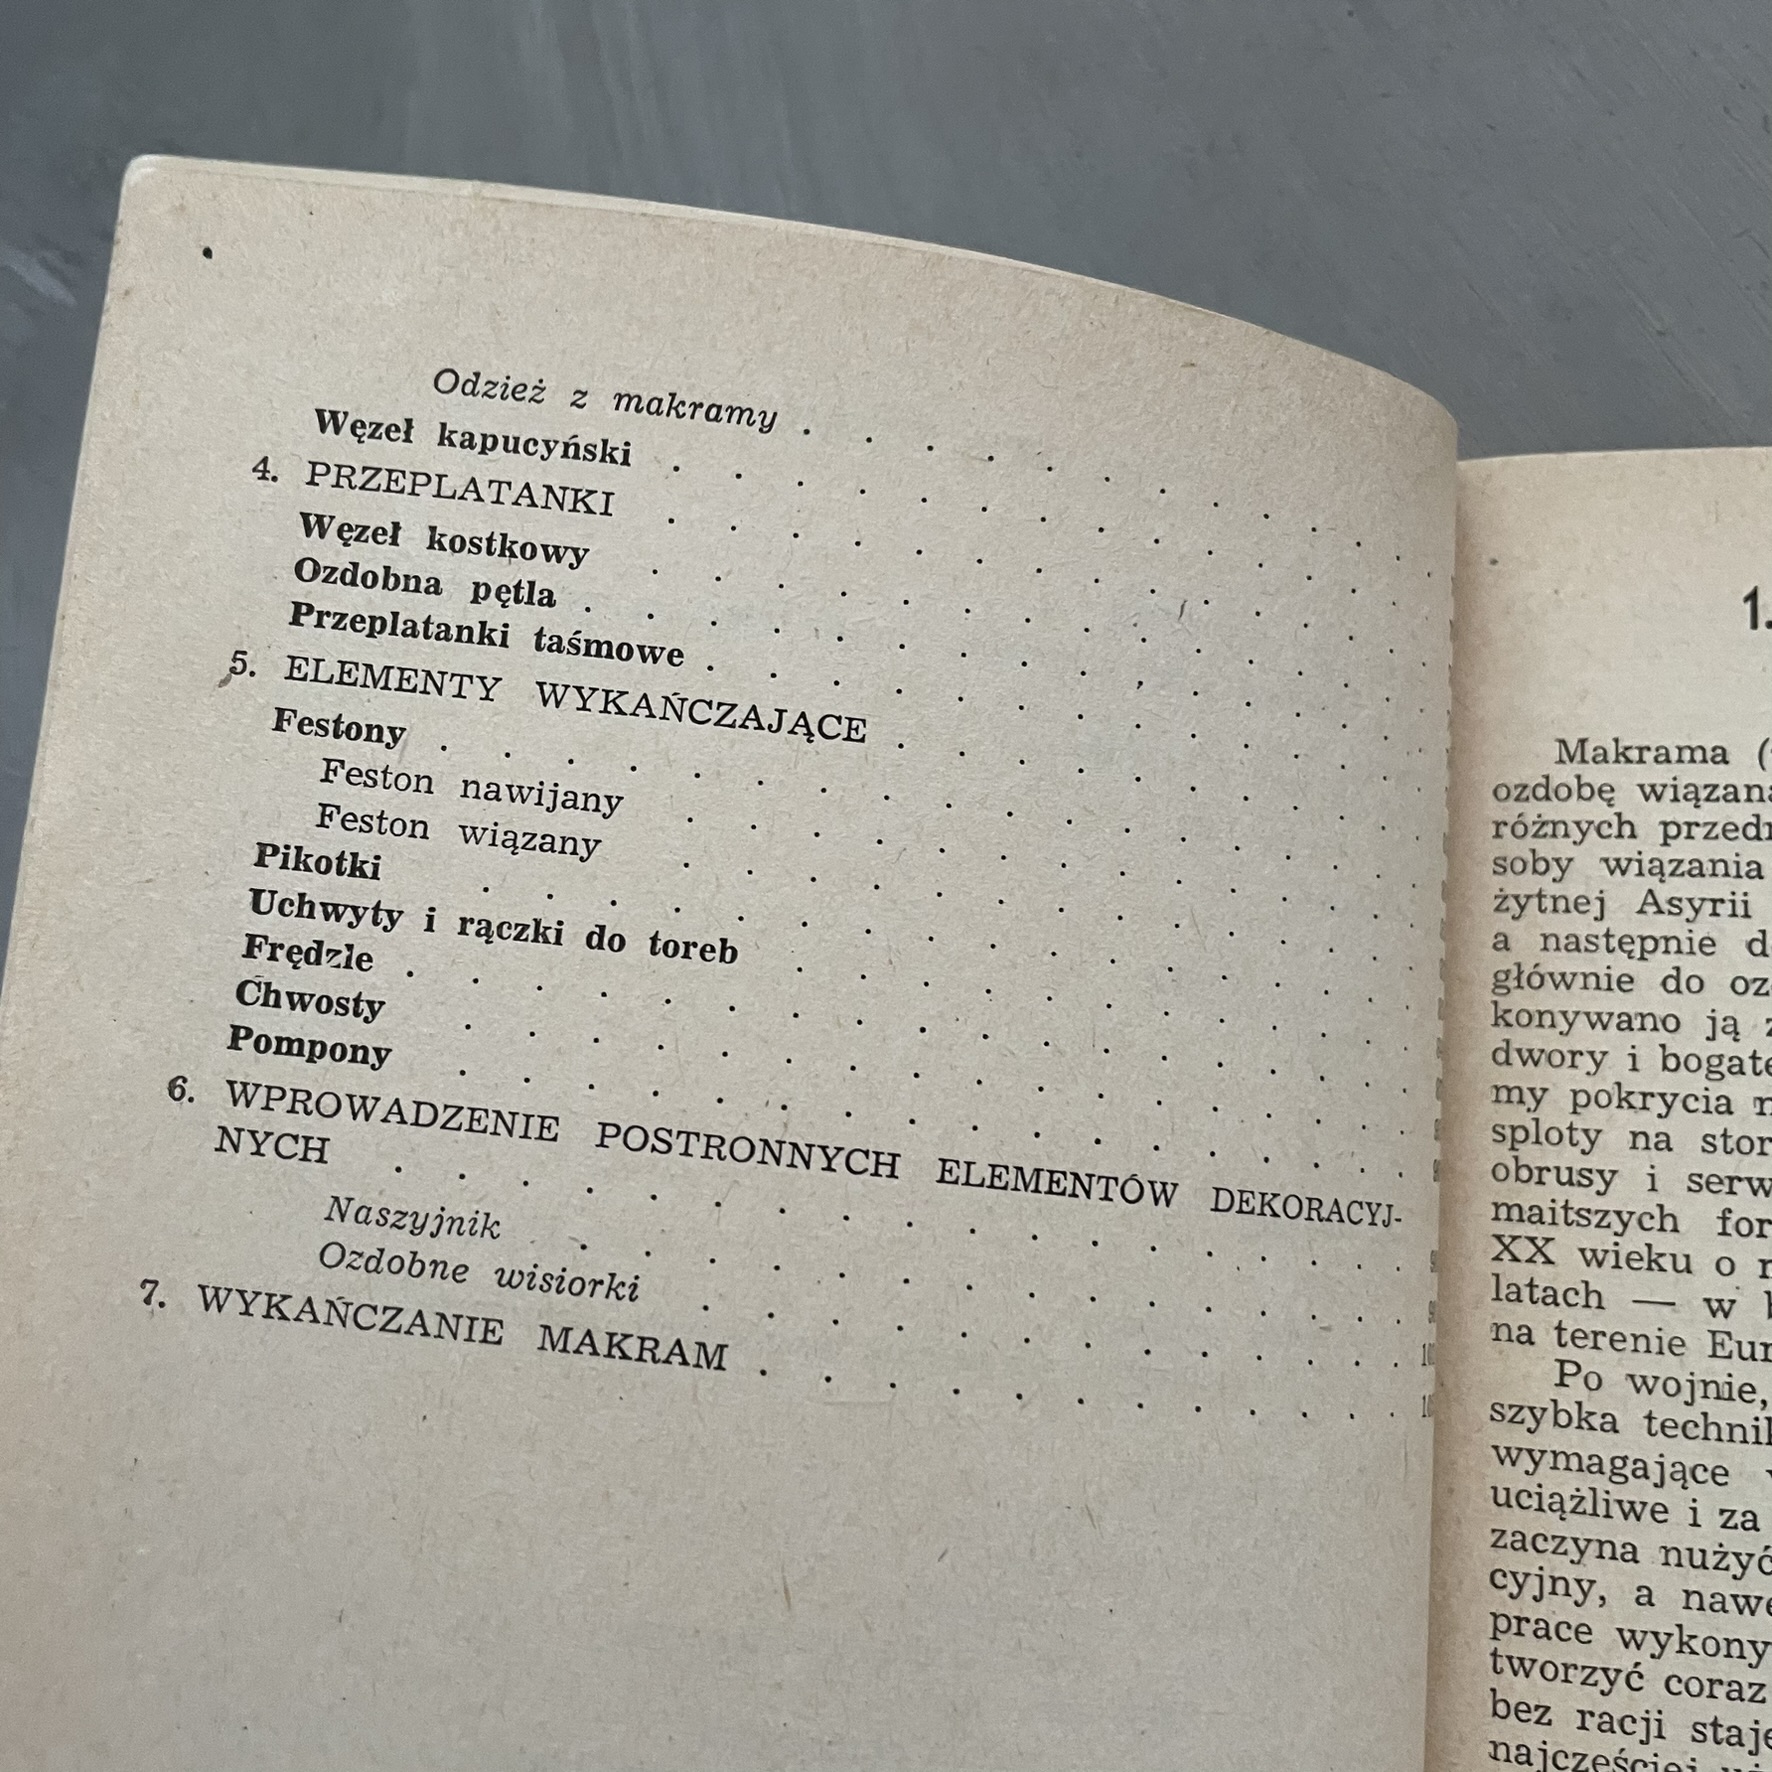 Odzież z makramy . . . . . . . . . .
Węzeł kapucyński . . . . . . . . . . . .
4. PRZEPLATANKI . . . . . . . . . . . .
Węzeł kostkowy . . . . . . . . . . . .
Ozdobna pętla . . . . . . . . . . . . .
Przeplatanki taśmowe . . . . . . . . . . .
5. ELEMENTY WYKAŃCZAJĄCE . . . . . . . .
Festony . . . . . . . . . . . . . . .
Feston nawijany . . . . . . . . . . . .
Feston wiązany . . . . . . . . . . . .
Pikotki . . . . . . . . . . . . . . .
Uchwyty i rączki do toreb . . . . . . . . . .
Frędzle . . . . . . . . . . . . . . . .
Chwosty . . . . . . . . . . . . . . .
Pompony . . . . . . . . . . . . . . .
6. WPROWADZENIE POSTRONNYCH ELEMENTÓW DEKORACYJ-
NYCH . . . . . . . . . . . . . . . .
Naszyjnik . . . . . . . . . . . . .
Ozdobne wisiorki . . . . . . . . . . .
7. WYKAŃCZANIE MAKRAM . . . . . . . . . .
1.
Makrama (
ozdobę
różnych
soby wiązania
żytnej Asyrii
a następnie
głównie do
konywano ją
dwory i
my pokrycia
sploty na
obrusy i
maitszych
XX wieku o
latach — w
na terenie
Po wojnie,
szybka
wymagające
uciążliwe i za
zaczyna nużyć
cyjny, a
prace
tworzyć coraz
bez racji
najczęściej